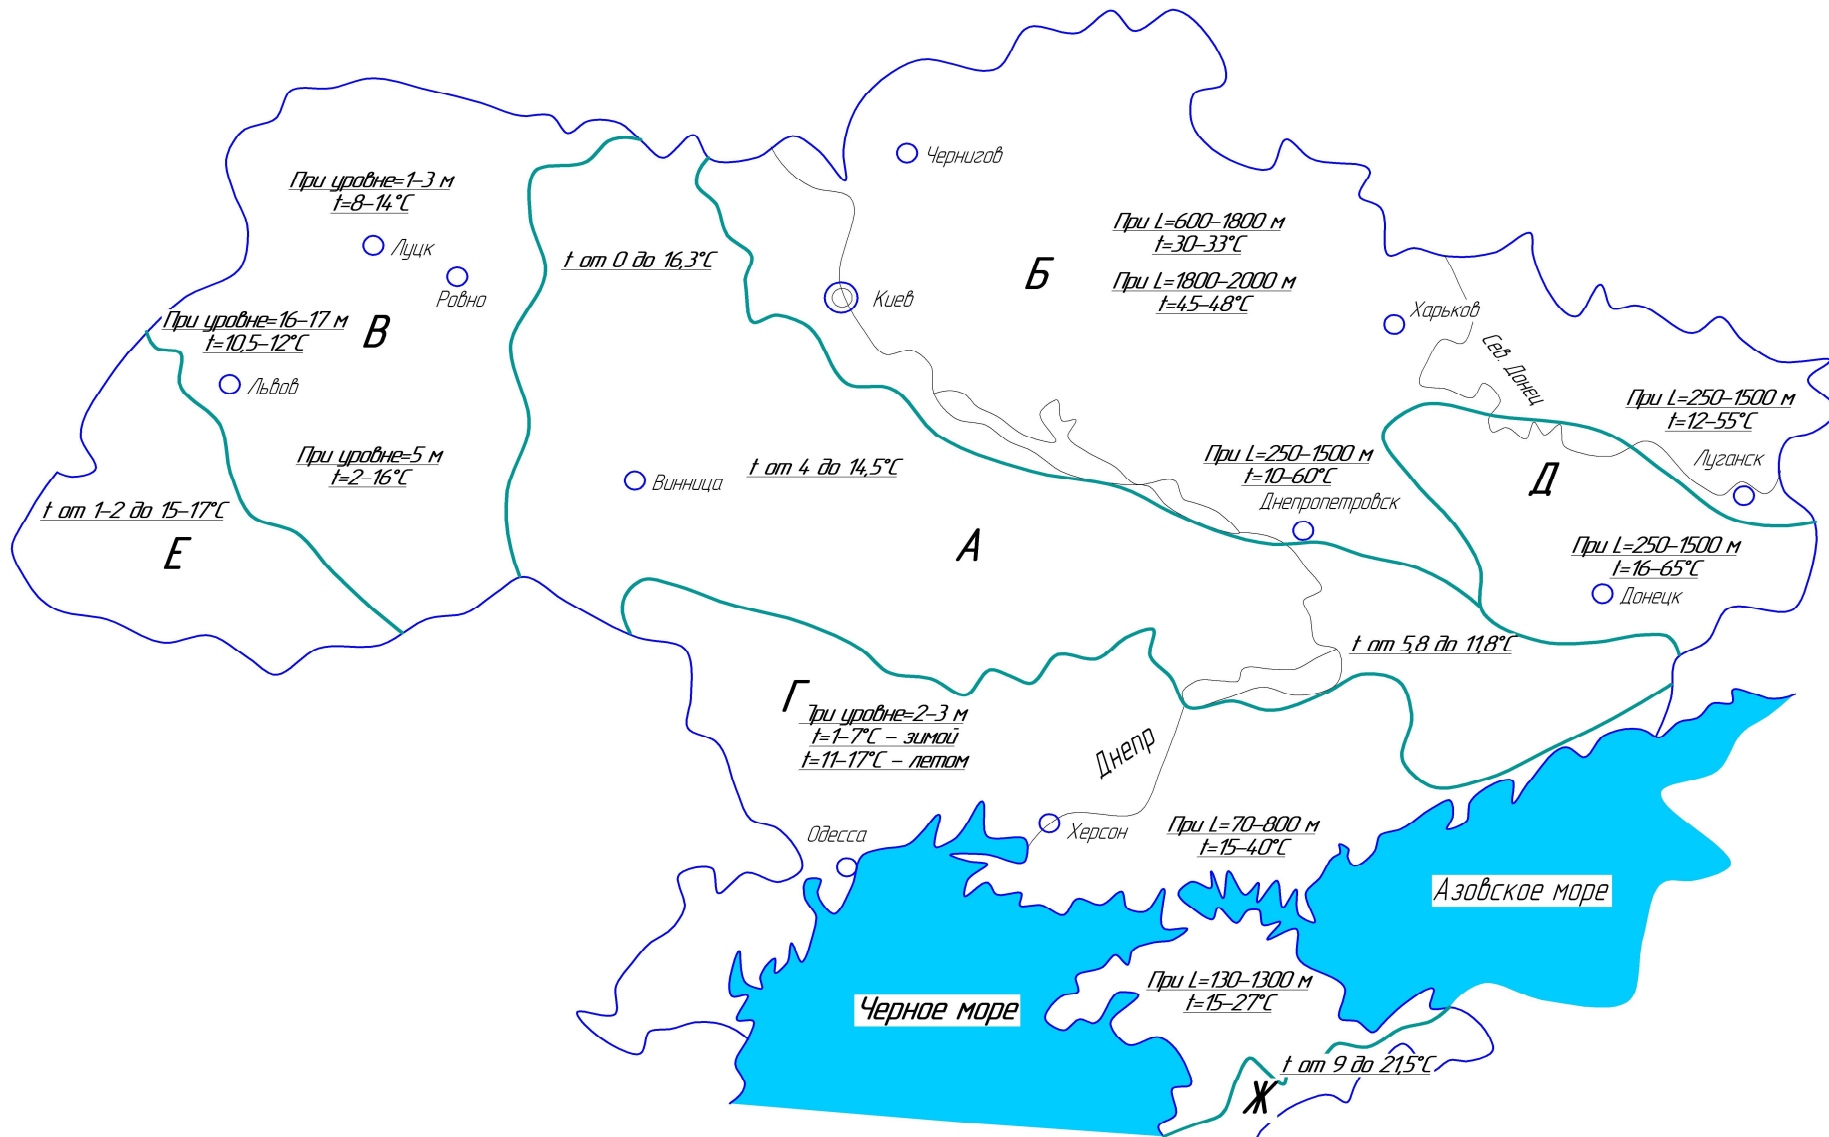 Чернигов
При уровне=1-3 м
t=8-14°С
Луцк
Ровно
t от 0 до 16,3°С
При L=600-1800 м
t=30-33°С
При L=1800-2000 м
t=45-48°С
Б
Киев
Харьков
Сев. Донец
При уровне=16-17 м
t=10,5-12°С
В
Львов
При L=250-1500 м
t=12-55°С
Луганск
При уровне=5 м
t=2-16°С
Винница
t от 4 до 14,5°С
При L=250-1500 м
t=10-60°С
Днепропетровск
Д
t от 1-2 до 15-17°С
Е
А
При L=250-1500 м
t=16-65°С
Донецк
t от 5,8 до 11,8°С
Г
При уровне=2-3 м
t=1-7°С - зимой
t=11-17°С - летом
Днепр
Одесса
Херсон
При L=70-800 м
t=15-40°С
Азовское море
Черное море
При L=130-1300 м
t=15-27°С
t от 9 до 21,5°С
Ж